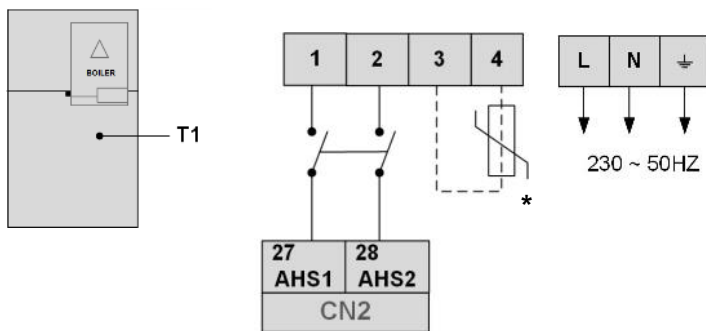 BOILER
T1
1 2 3 4
L N
230 ~ 50HZ
*
27 28
AHS1 AHS2
CN2